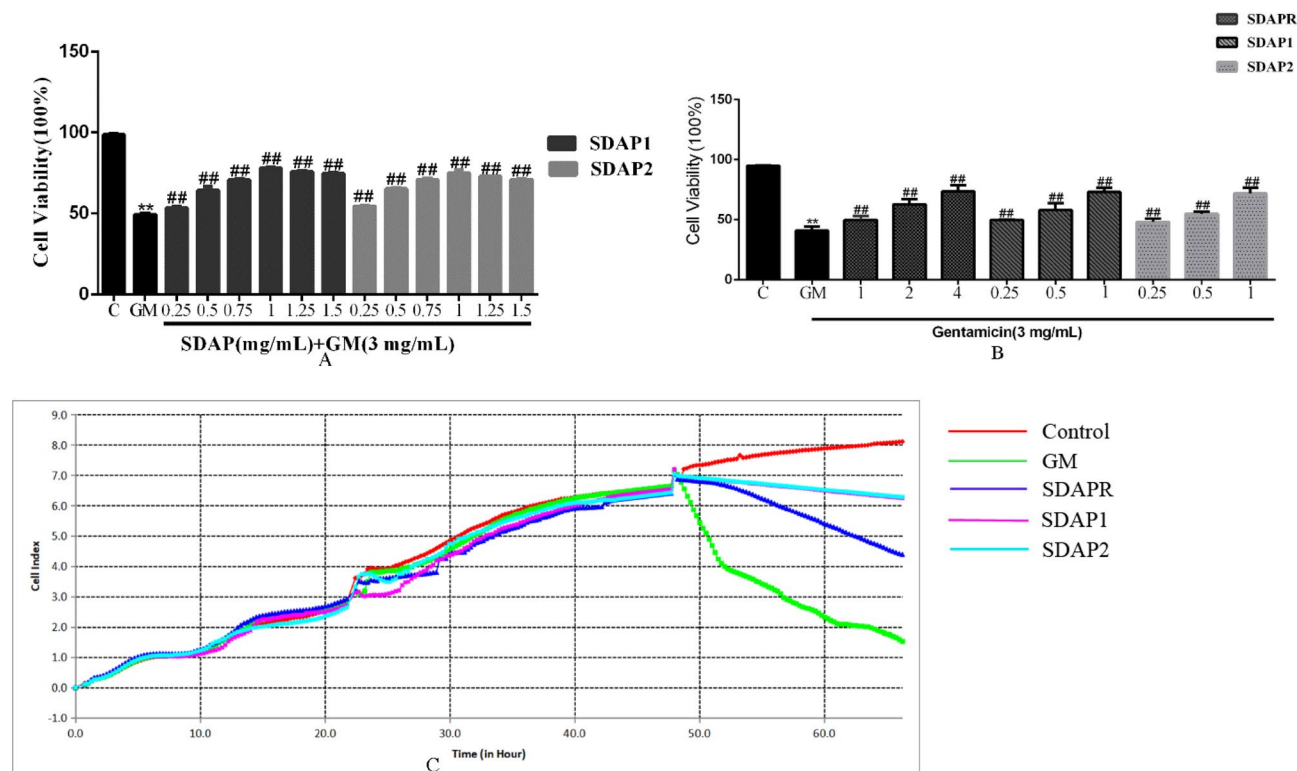 150
100
50
0
Cell Viability(100%)
**
##
##
##
##
##
##
##
##
##
##
##
##
C GM 0.25 0.5 0.75 1 1.25 1.5 0.25 0.5 0.75 1 1.25 1.5
SDAP(mg/mL)+GM(3 mg/mL)
A
SDAP1
SDAP2
SDAPR
SDAP1
SDAP2
150
100
50
0
Cell Viability (100%)
**
##
##
##
##
##
##
##
##
##
C GM 1 2 4 0.25 0.5 1 0.25 0.5 1
Gentamicin(3 mg/mL)
B
9.0
8.0
7.0
6.0
5.0
4.0
3.0
2.0
1.0
0.0
-1.0
Cell Index
0.0 10.0 20.0 30.0 40.0 50.0 60.0
Time (in Hour)
C
Control
GM
SDAPR
SDAP1
SDAP2